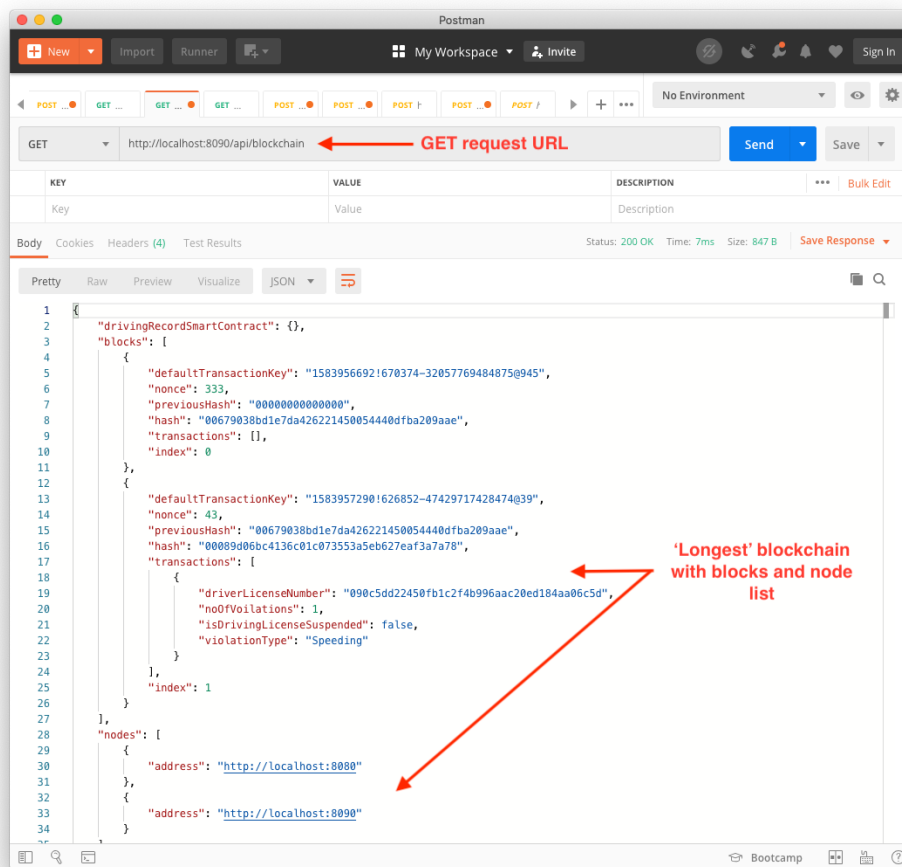 Postman
New Import Runner My Workspace Invite Sign In
POST ... GET ... GET ... GET ... POST ... POST ... POST POST ... POST No Environment
GET http://localhost:8090/api/blockchain GET request URL Send Save
KEY VALUE DESCRIPTION Bulk Edit
Key Value Description
Body Cookies Headers (4) Test Results Status: 200 OK Time: 7ms Size: 847 B Save Response
Pretty Raw Preview Visualize JSON
1 {
2 "drivingRecordSmartContract": {},
3 "blocks": [
4 {
5 "defaultTransactionKey": "1583956692!670374-32057769484875@945",
6 "nonce": 333,
7 "previousHash": "00000000000000",
8 "hash": "00679038bd1e7da426221450054440dfba209aae",
9 "transactions": [],
10 "index": 0
11 },
12 {
13 "defaultTransactionKey": "1583957290!626852-47429717428474@39",
14 "nonce": 43,
15 "previousHash": "00679038bd1e7da426221450054440dfba209aae",
16 "hash": "00089d06bc4136c01c073553a5eb627eaf3a7a78",
17 "transactions": [
18 {
19 "driverLicenseNumber": "090c5dd22450fb1c2f4b996aac20ed184aa06c5d",
20 "noOfVoilations": 1,
21 "isDrivingLicenseSuspended": false,
22 "violationType": "Speeding"
23 }
24 ],
25 "index": 1
26 }
27 ],
28 "nodes": [
29 {
30 "address": "http://localhost:8080"
31 },
32 {
33 "address": "http://localhost:8090"
34 }
‘Longest’ blockchain
with blocks and node
list
Bootcamp